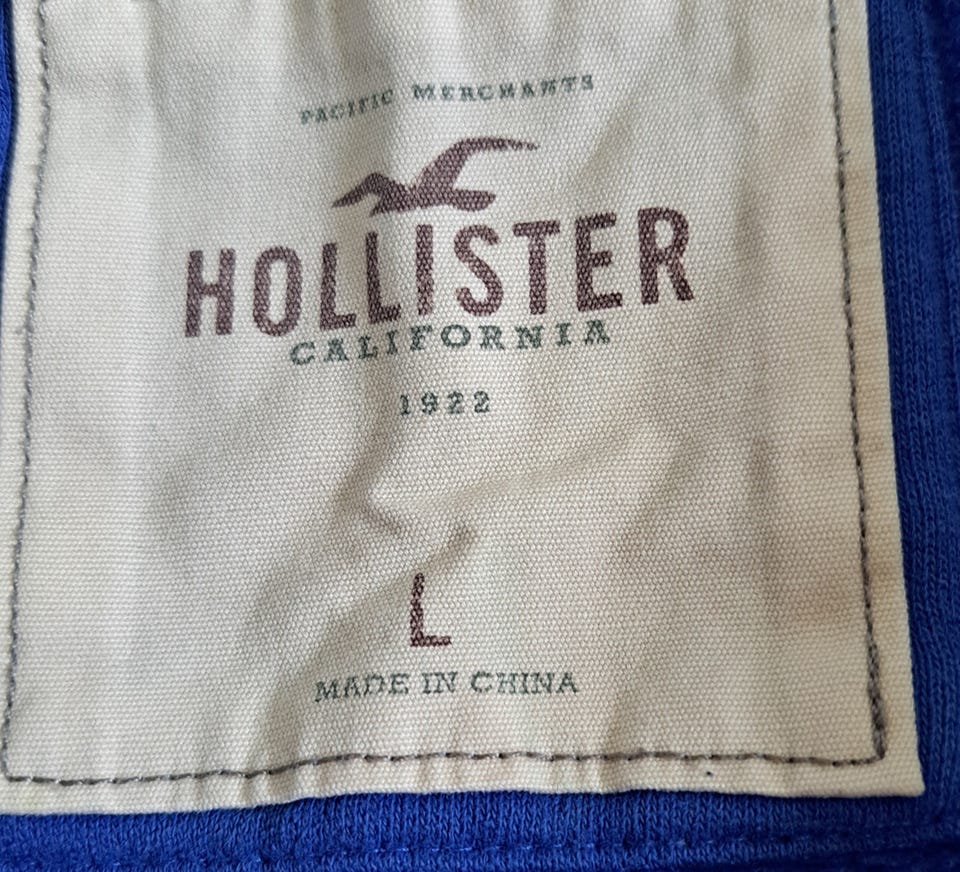 PACIFIC MERCHANTS
HOLLISTER
CALIFORNIA
1922
L
MADE IN CHINA